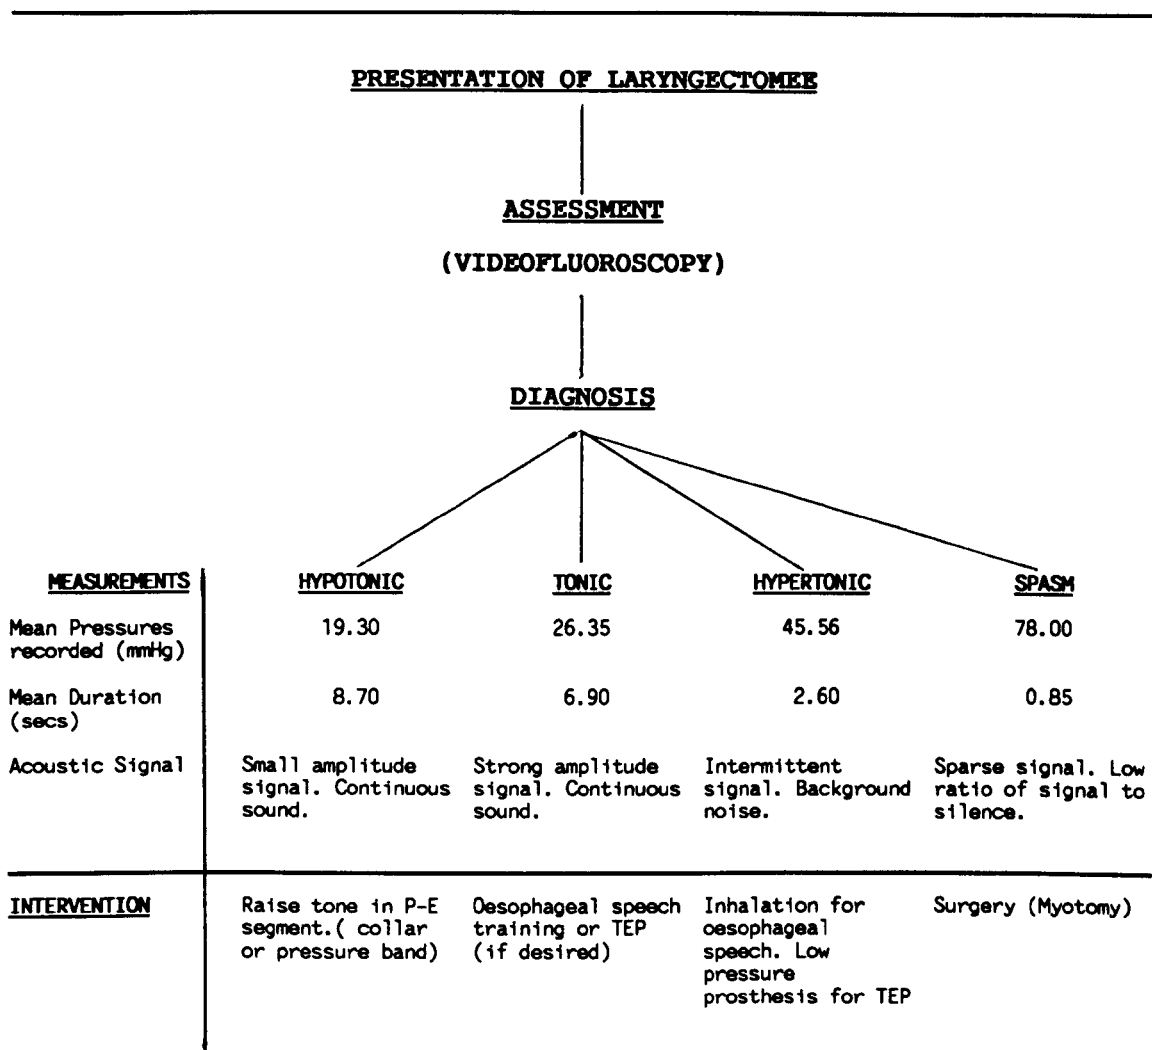 PRESENTATION OF LARYNGECTOMEE
ASSESSMENT
(VIDEOFLUOROSCOPY)
DIAGNOSIS
MEASUREMENTS HYPOTONIC TONIC HYPERTONIC SPASM
Mean Pressures 19.30 26.35 45.56 78.00
recorded (mmHg)
Mean Duration 8.70 6.90 2.60 0.85
(secs)
Acoustic Signal Small amplitude Strong amplitude Intermittent Sparse signal. Low
signal. Continuous signal. Continuous signal. Background ratio of signal to
sound. sound. noise. silence.
INTERVENTION Raise tone in P-E Oesophageal speech Inhalation for Surgery (Myotomy)
segment.( collar training or TEP oesophageal
or pressure band) (if desired) speech. Low
pressure
prosthesis for TEP